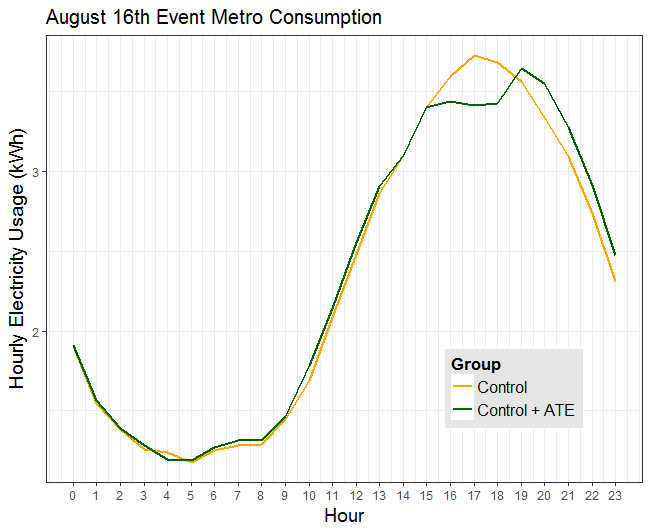 August 16th Event Metro Consumption
Hourly Electricity Usage (kWh)
3
2
Group
Control
Control + ATE
0 1 2 3 4 5 6 7 8 9 10 11 12 13 14 15 16 17 18 19 20 21 22 23
Hour